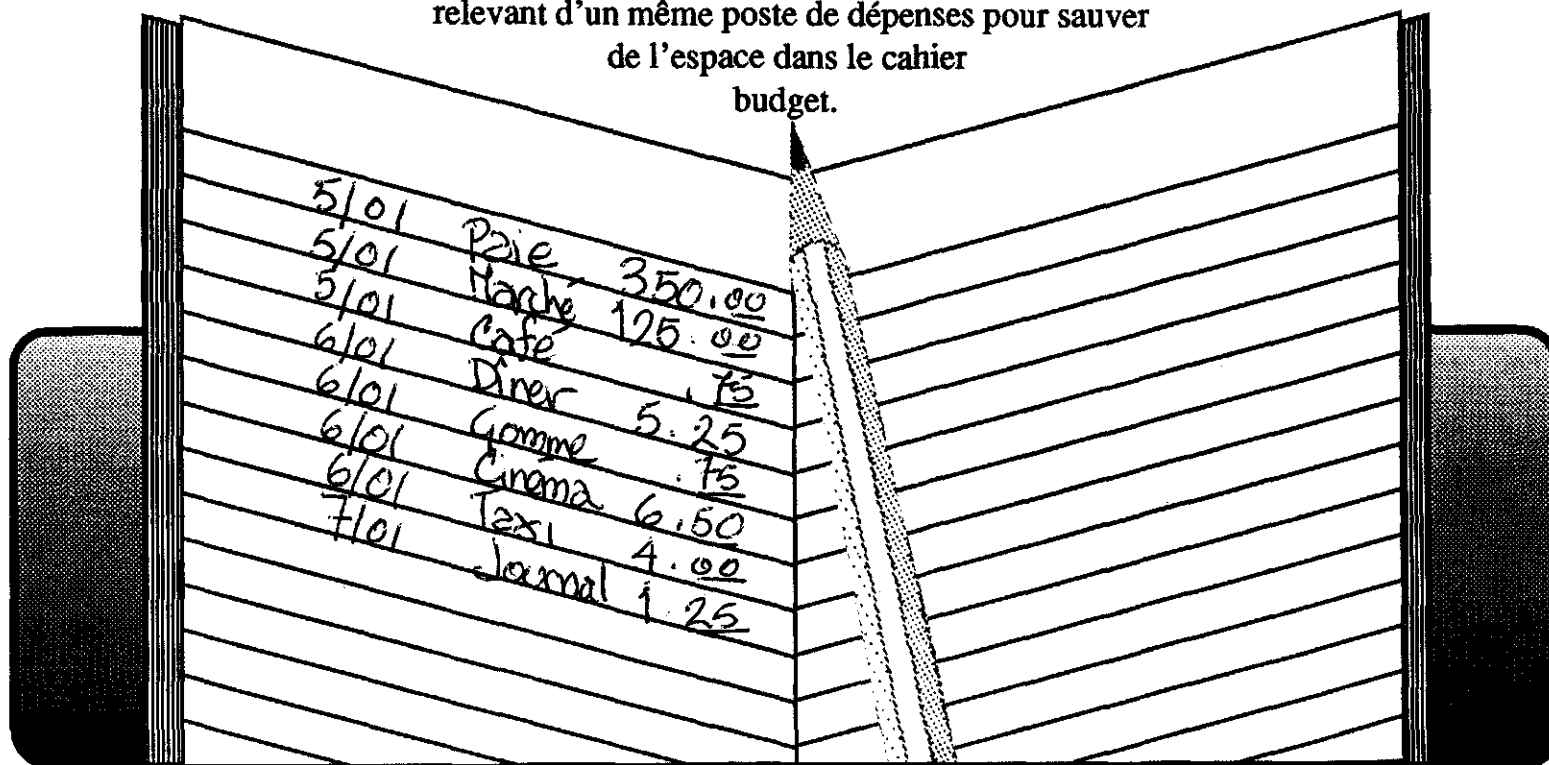 relevant d'un même poste de dépenses pour sauver
de l'espace dans le cahier
budget.
5/01 Paie 350.00
5/01 Marché 125.00
5/01 Café .75
6/01 Dîner 5.25
6/01 Gomme .75
6/01 Cinéma 6.50
6/01 Taxi 4.00
7/01 Journal 1.25